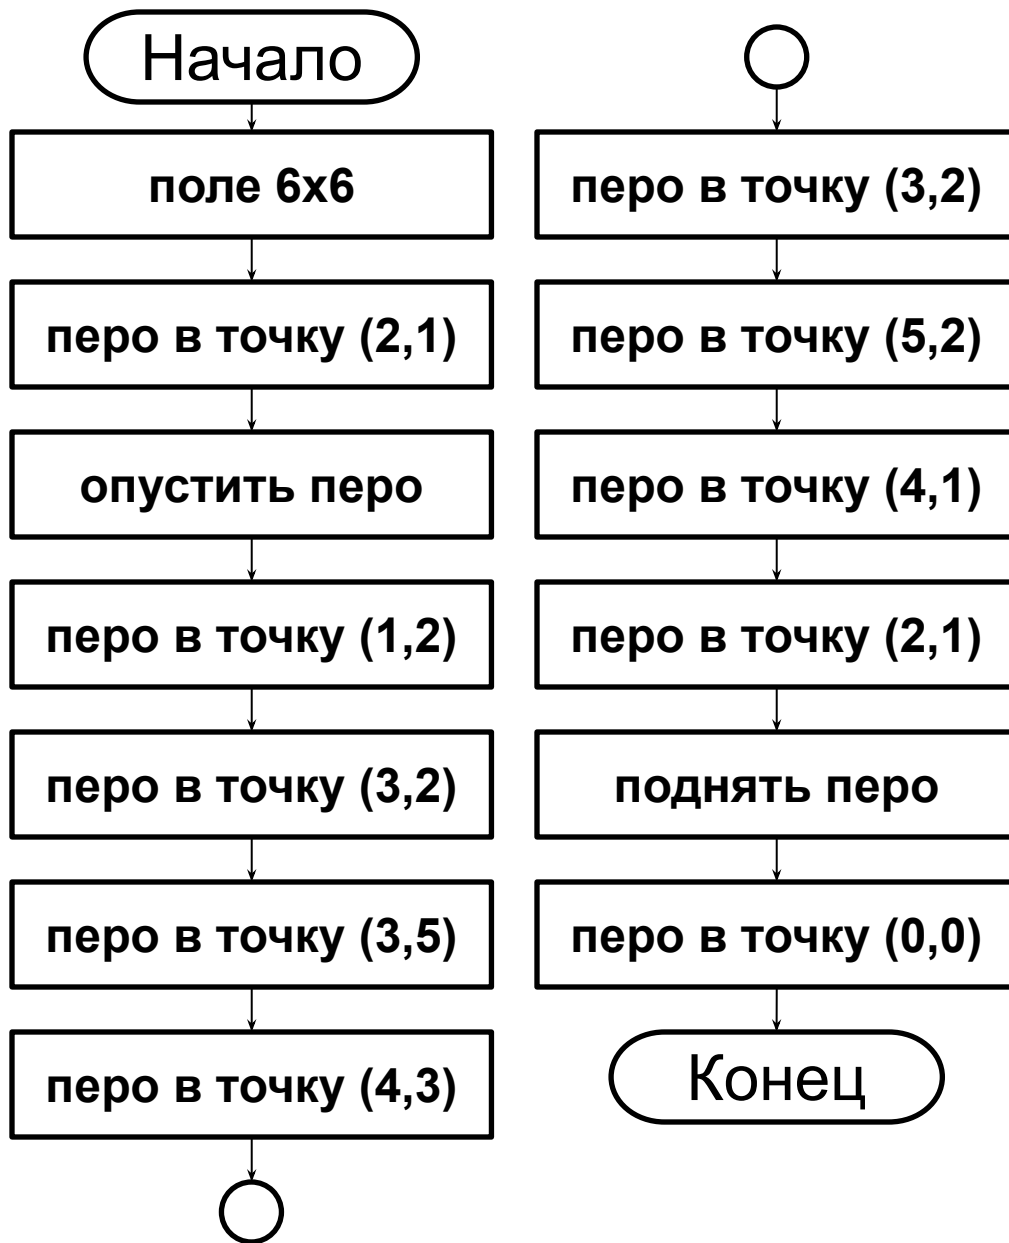 Начало
поле 6x6
перо в точку (2,1)
опустить перо
перо в точку (1,2)
перо в точку (3,2)
перо в точку (3,5)
перо в точку (4,3)
перо в точку (3,2)
перо в точку (5,2)
перо в точку (4,1)
перо в точку (2,1)
поднять перо
перо в точку (0,0)
Конец